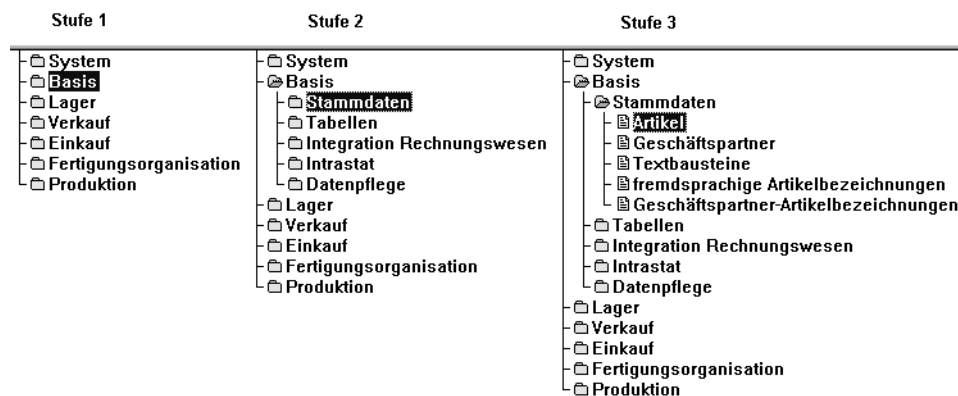 Stufe 1
System
Basis
Lager
Verkauf
Einkauf
Fertigungsorganisation
Produktion
Stufe 2
System
Basis
Stammdaten
Tabellen
Integration Rechnungswesen
Intrastat
Datenpflege
Lager
Verkauf
Einkauf
Fertigungsorganisation
Produktion
Stufe 3
System
Basis
Stammdaten
Artikel
Geschäftspartner
Textbausteine
fremdsprachige Artikelbezeichnungen
Geschäftspartner-Artikelbezeichnungen
Tabellen
Integration Rechnungswesen
Intrastat
Datenpflege
Lager
Verkauf
Einkauf
Fertigungsorganisation
Produktion